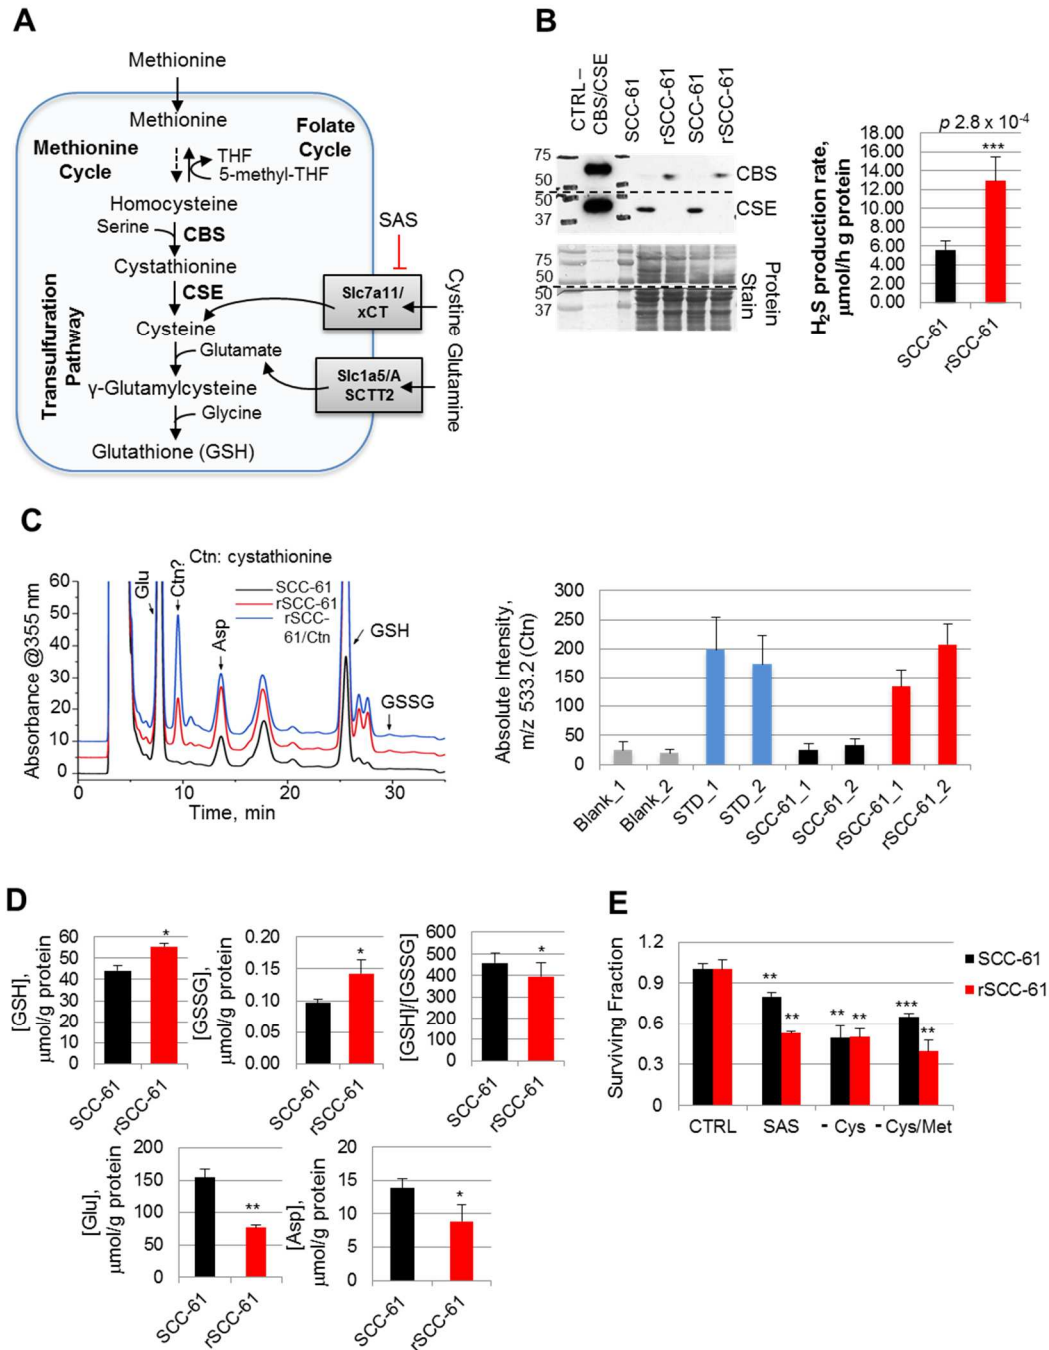 A
Methionine
Methionine
Methionine
Cycle
Folate
Cycle
THF
5-methyl-THF
Homocysteine
Serine
CBS
Cystathionine
CSE
Cysteine
Glutamate
γ-Glutamylcysteine
Glycine
Glutathione (GSH)
Transulfuration
Pathway
SAS
Slc7a11/
xCT
Slc1a5/A
SCTT2
Cystine
Glutamine
B
CTRL –
CBS/CSE
SCC-61
rSCC-61
SCC-61
rSCC-61
75
50
50
37
CBS
CSE
75
50
50
37
Protein
Stain
p 2.8 x 10-4
***
18.00
16.00
14.00
12.00
10.00
8.00
6.00
4.00
2.00
0.00
H2S production rate,
µmol/h g protein
SCC-61
rSCC-61
C
Ctn: cystathionine
SCC-61
rSCC-61
rSCC-
61/Ctn
Glu
Ctn?
Asp
GSH
GSSG
60
50
40
30
20
10
0
Absorbance @355 nm
0
10
20
30
Time, min
300
250
200
150
100
50
0
Absolute Intensity,
m/z 533.2 (Ctn)
Blank_1
Blank_2
STD_1
STD_2
SCC-61_1
SCC-61_2
rSCC-61_1
rSCC-61_2
D
[GSH],
µmol/g protein
60
50
40
30
20
10
0
*
SCC-61
rSCC-61
[GSSG],
µmol/g protein
0.20
0.15
0.10
0.05
0.00
*
SCC-61
rSCC-61
[GSH]/[GSSG]
600
500
400
300
200
100
0
*
SCC-61
rSCC-61
[Glu],
µmol/g protein
200
150
100
50
0
**
SCC-61
rSCC-61
[Asp],
µmol/g protein
20
15
10
5
0
*
SCC-61
rSCC-61
E
Surviving Fraction
1.2
0.9
0.6
0.3
0
**
**
**
**
***
**
CTRL
SAS
- Cys
- Cys/Met
SCC-61
rSCC-61